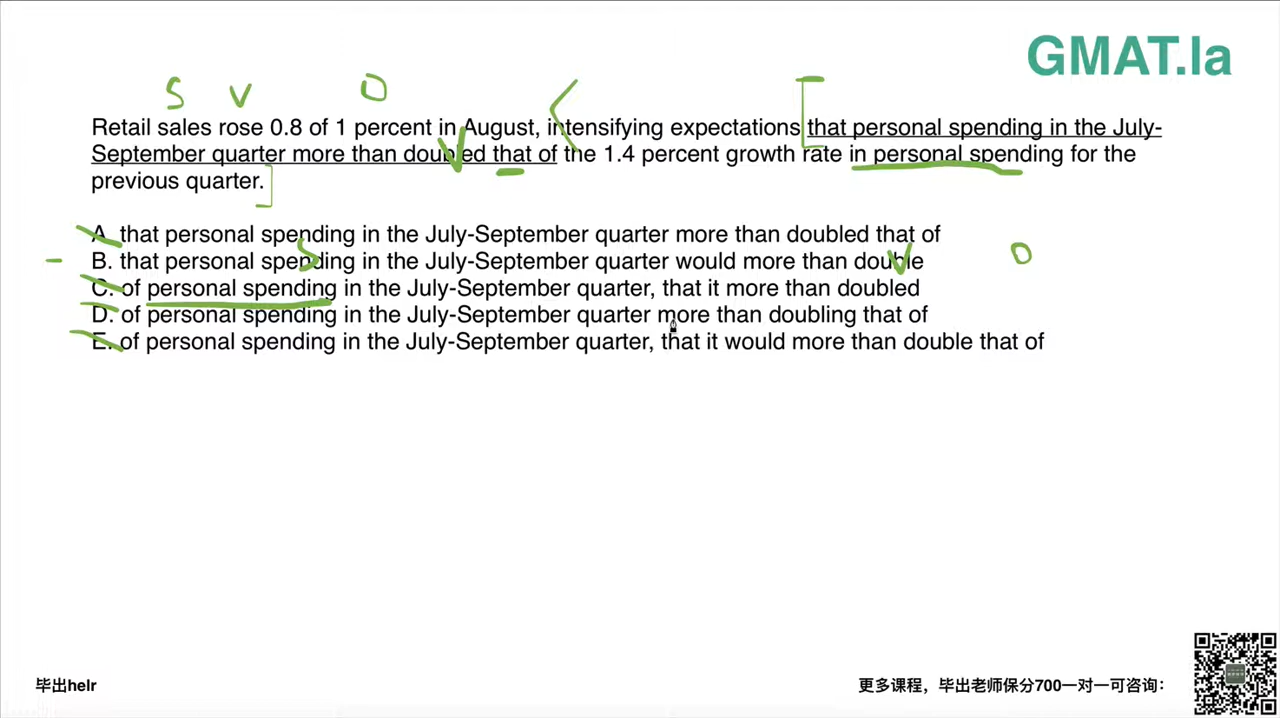 GMAT.la
S V O
Retail sales rose 0.8 of 1 percent in August, intensifying expectations that personal spending in the July-
September quarter more than doubled that of the 1.4 percent growth rate in personal spending for the
previous quarter.
A. that personal spending in the July-September quarter more than doubled that of
B. that personal spending in the July-September quarter would more than double
S V O
C. of personal spending in the July-September quarter, that it more than doubled
D. of personal spending in the July-September quarter more than doubling that of
E. of personal spending in the July-September quarter, that it would more than double that of
毕出helr
更多课程，毕出老师保分700一对一可咨询：